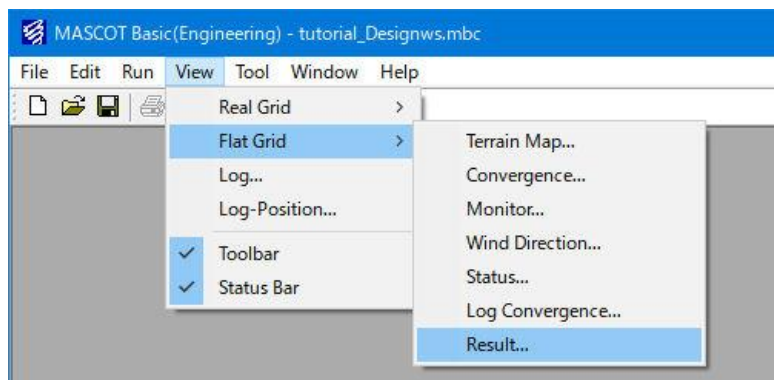 MASCOT Basic(Engineering) - tutorial_Designws.mbc
File Edit Run View Tool Window Help
Real Grid
Flat Grid
Log...
Log-Position...
Toolbar
Status Bar
Terrain Map...
Convergence...
Monitor...
Wind Direction...
Status...
Log Convergence...
Result...